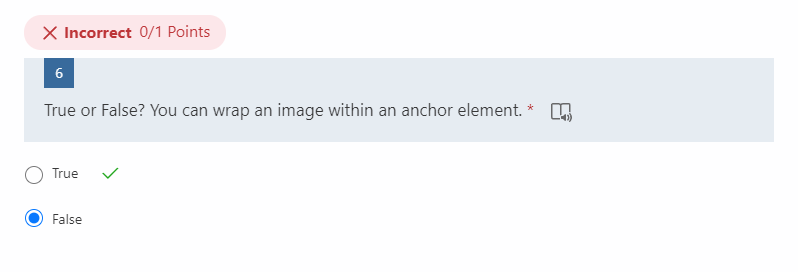 Incorrect 0/1 Points
6
True or False? You can wrap an image within an anchor element. *
True
False